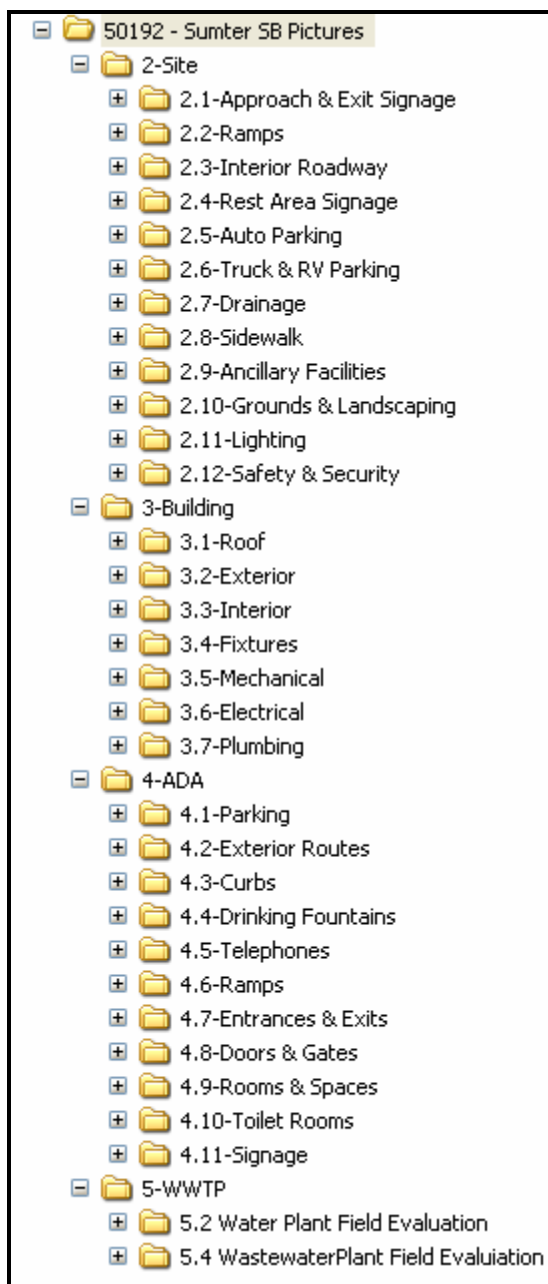 50192 - Sumter SB Pictures
2-Site
2.1-Approach & Exit Signage
2.2-Ramps
2.3-Interior Roadway
2.4-Rest Area Signage
2.5-Auto Parking
2.6-Truck & RV Parking
2.7-Drainage
2.8-Sidewalk
2.9-Ancillary Facilities
2.10-Grounds & Landscaping
2.11-Lighting
2.12-Safety & Security
3-Building
3.1-Roof
3.2-Exterior
3.3-Interior
3.4-Fixtures
3.5-Mechanical
3.6-Electrical
3.7-Plumbing
4-ADA
4.1-Parking
4.2-Exterior Routes
4.3-Curbs
4.4-Drinking Fountains
4.5-Telephones
4.6-Ramps
4.7-Entrances & Exits
4.8-Doors & Gates
4.9-Rooms & Spaces
4.10-Toilet Rooms
4.11-Signage
5-WWTP
5.2 Water Plant Field Evaluation
5.4 WastewaterPlant Field Evaluiation